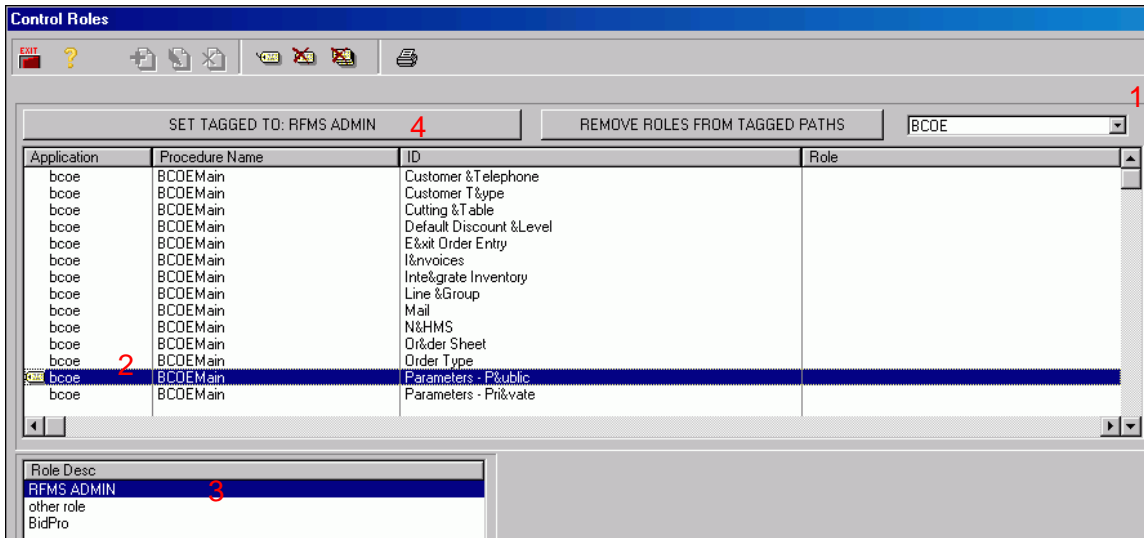 Control Roles
EXIT
1
SET TAGGED TO: RFMS ADMIN 4 REMOVE ROLES FROM TAGGED PATHS BCOE
Application Procedure Name ID Role
bcoe BCOEMain Customer &Telephone
bcoe BCOEMain Customer T&ype
bcoe BCOEMain Cutting &Table
bcoe BCOEMain Default Discount &Level
bcoe BCOEMain E&xit Order Entry
bcoe BCOEMain I&nvoices
bcoe BCOEMain Inte&grate Inventory
bcoe BCOEMain Line &Group
bcoe BCOEMain Mail
bcoe BCOEMain N&HMS
bcoe BCOEMain Or&der Sheet
bcoe 2 BCOEMain Order Type
bcoe BCOEMain Parameters - P&ublic
bcoe BCOEMain Parameters - Pri&vate
Role Desc
RFMS ADMIN 3
other role
BidPro